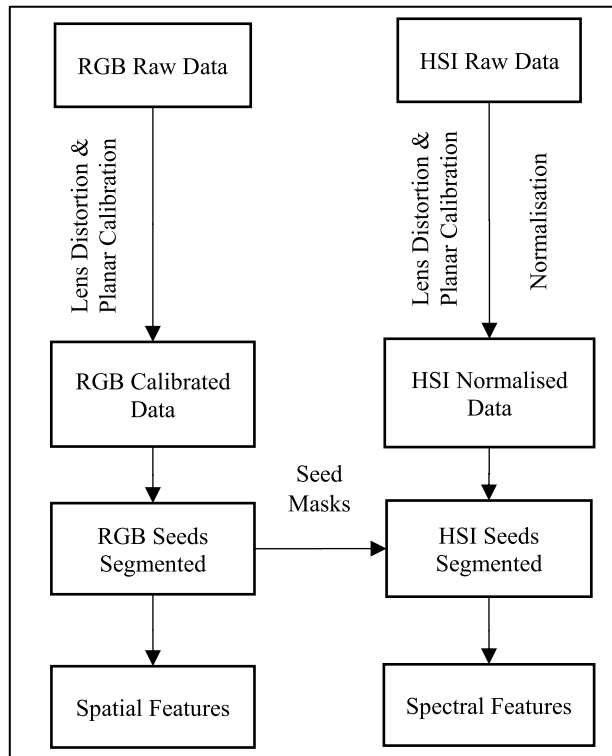 RGB Raw Data
HSI Raw Data
Lens Distortion &
Planar Calibration
Lens Distortion &
Planar Calibration
Normalisation
RGB Calibrated
Data
HSI Normalised
Data
Seed
Masks
RGB Seeds
Segmented
HSI Seeds
Segmented
Spatial Features
Spectral Features